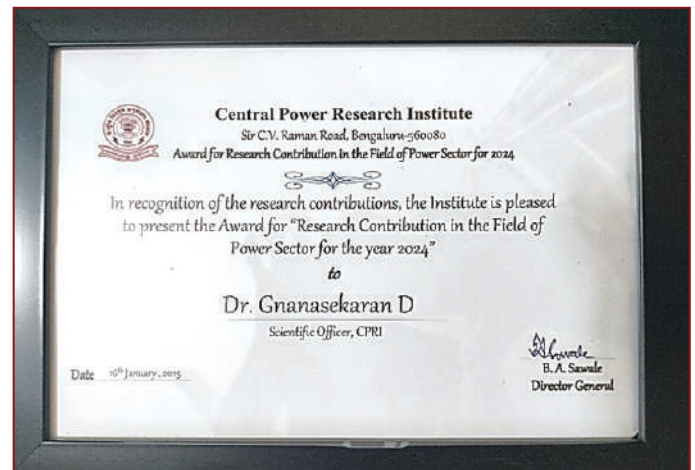 Central Power Research Institute
Sir C.V. Raman Road, Bengaluru-560080
Award for Research Contribution in the Field of Power Sector for 2024
In recognition of the research contributions, the Institute is pleased
to present the Award for "Research Contribution in the Field of
Power Sector for the year 2024"
to
Dr. Gnanasekaran D
Scientific Officer, CPRI
B. A. Sawale
Director General
Date 16th January, 2025